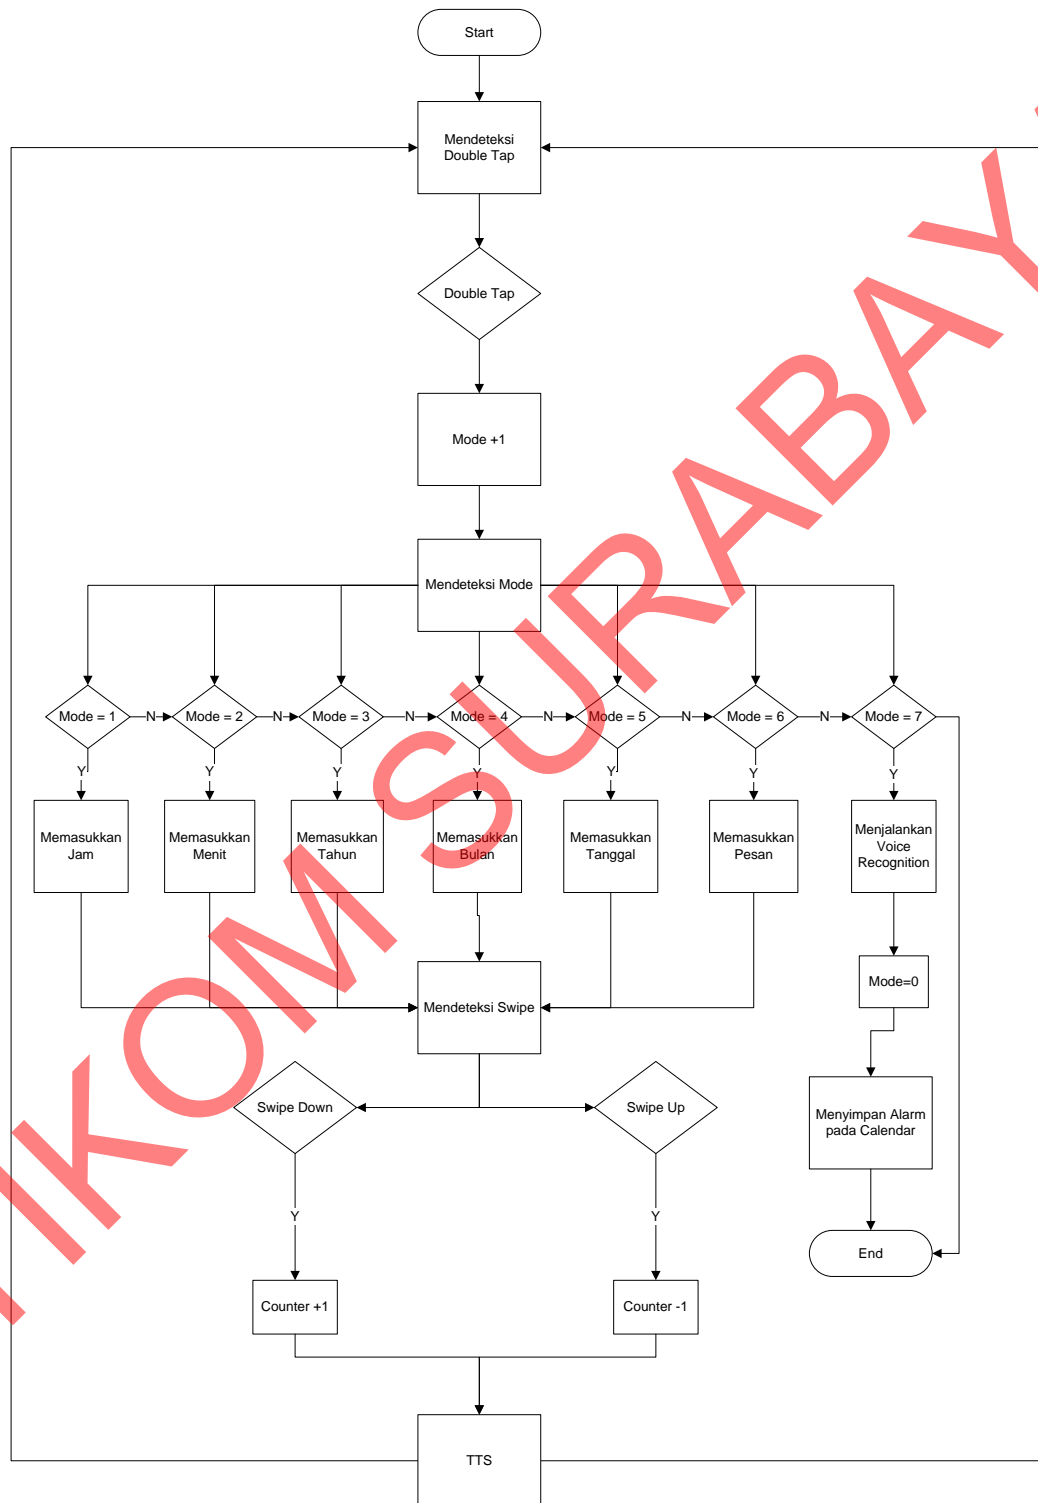 Start
Mendeteksi
Double Tap
Double Tap
Mode +1
Mendeteksi Mode
Mode = 1
N
Mode = 2
N
Mode = 3
N
Mode = 4
N
Mode = 5
N
Mode = 6
N
Mode = 7
Y
Y
Y
Y
Y
Y
Y
Memasukkan
Jam
Memasukkan
Menit
Memasukkan
Tahun
Memasukkan
Bulan
Memasukkan
Tanggal
Memasukkan
Pesan
Menjalankan
Voice
Recognition
Mendeteksi Swipe
Mode=0
Swipe Down
Swipe Up
Menyimpan Alarm
pada Calendar
Y
Y
End
Counter +1
Counter -1
TTS
IKOM SURABAYA